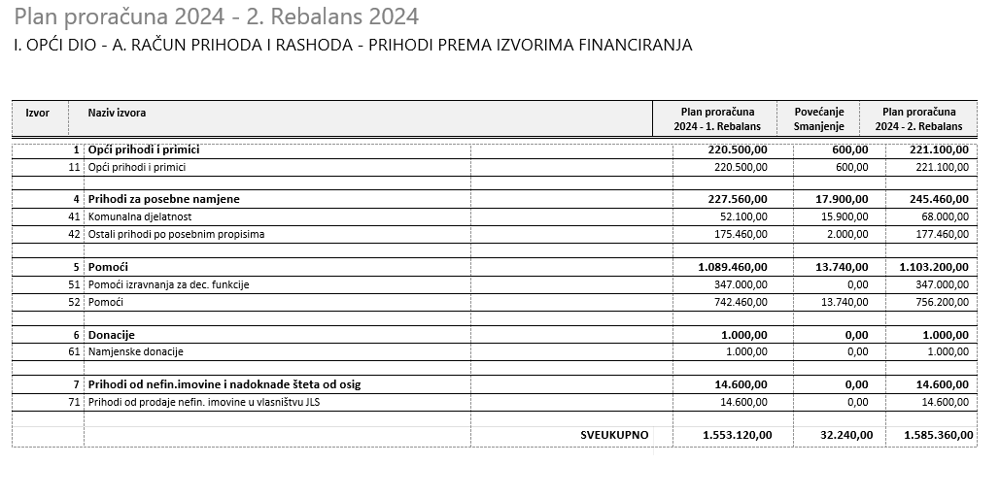 Plan proračuna 2024 - 2. Rebalans 2024
I. OPĆI DIO - A. RAČUN PRIHODA I RASHODA - PRIHODI PREMA IZVORIMA FINANCIRANJA
Izvor Naziv izvora Plan proračuna Povećanje Plan proračuna
2024 - 1. Rebalans Smanjenje 2024 - 2. Rebalans
1 Opći prihodi i primici 220.500,00 600,00 221.100,00
11 Opći prihodi i primici 220.500,00 600,00 221.100,00
4 Prihodi za posebne namjene 227.560,00 17.900,00 245.460,00
41 Komunalna djelatnost 52.100,00 15.900,00 68.000,00
42 Ostali prihodi po posebnim propisima 175.460,00 2.000,00 177.460,00
5 Pomoći 1.089.460,00 13.740,00 1.103.200,00
51 Pomoći izravnanja za dec. funkcije 347.000,00 0,00 347.000,00
52 Pomoći 742.460,00 13.740,00 756.200,00
6 Donacije 1.000,00 0,00 1.000,00
61 Namjenske donacije 1.000,00 0,00 1.000,00
7 Prihodi od nefin.imovine i nadoknade šteta od osig 14.600,00 0,00 14.600,00
71 Prihodi od prodaje nefin. imovine u vlasništvu JLS 14.600,00 0,00 14.600,00
SVEUKUPNO 1.553.120,00 32.240,00 1.585.360,00